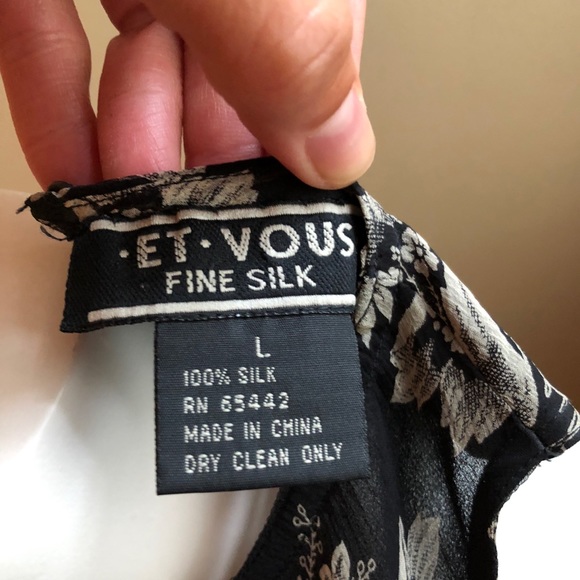 ·ET·VOUS
FINE SILK
L
100% SILK
RN 65442
MADE IN CHINA
DRY CLEAN ONLY